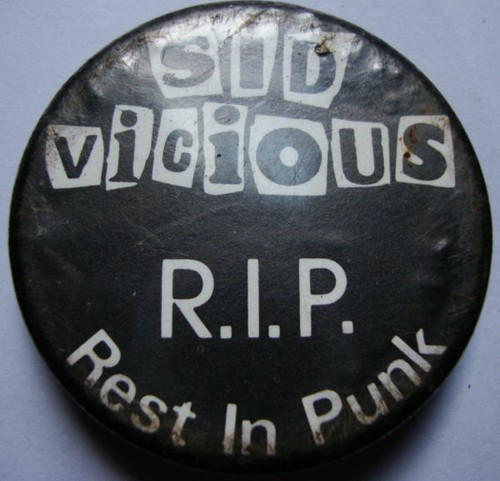 SID
ViCiOUS
R.I.P.
Rest In Punk